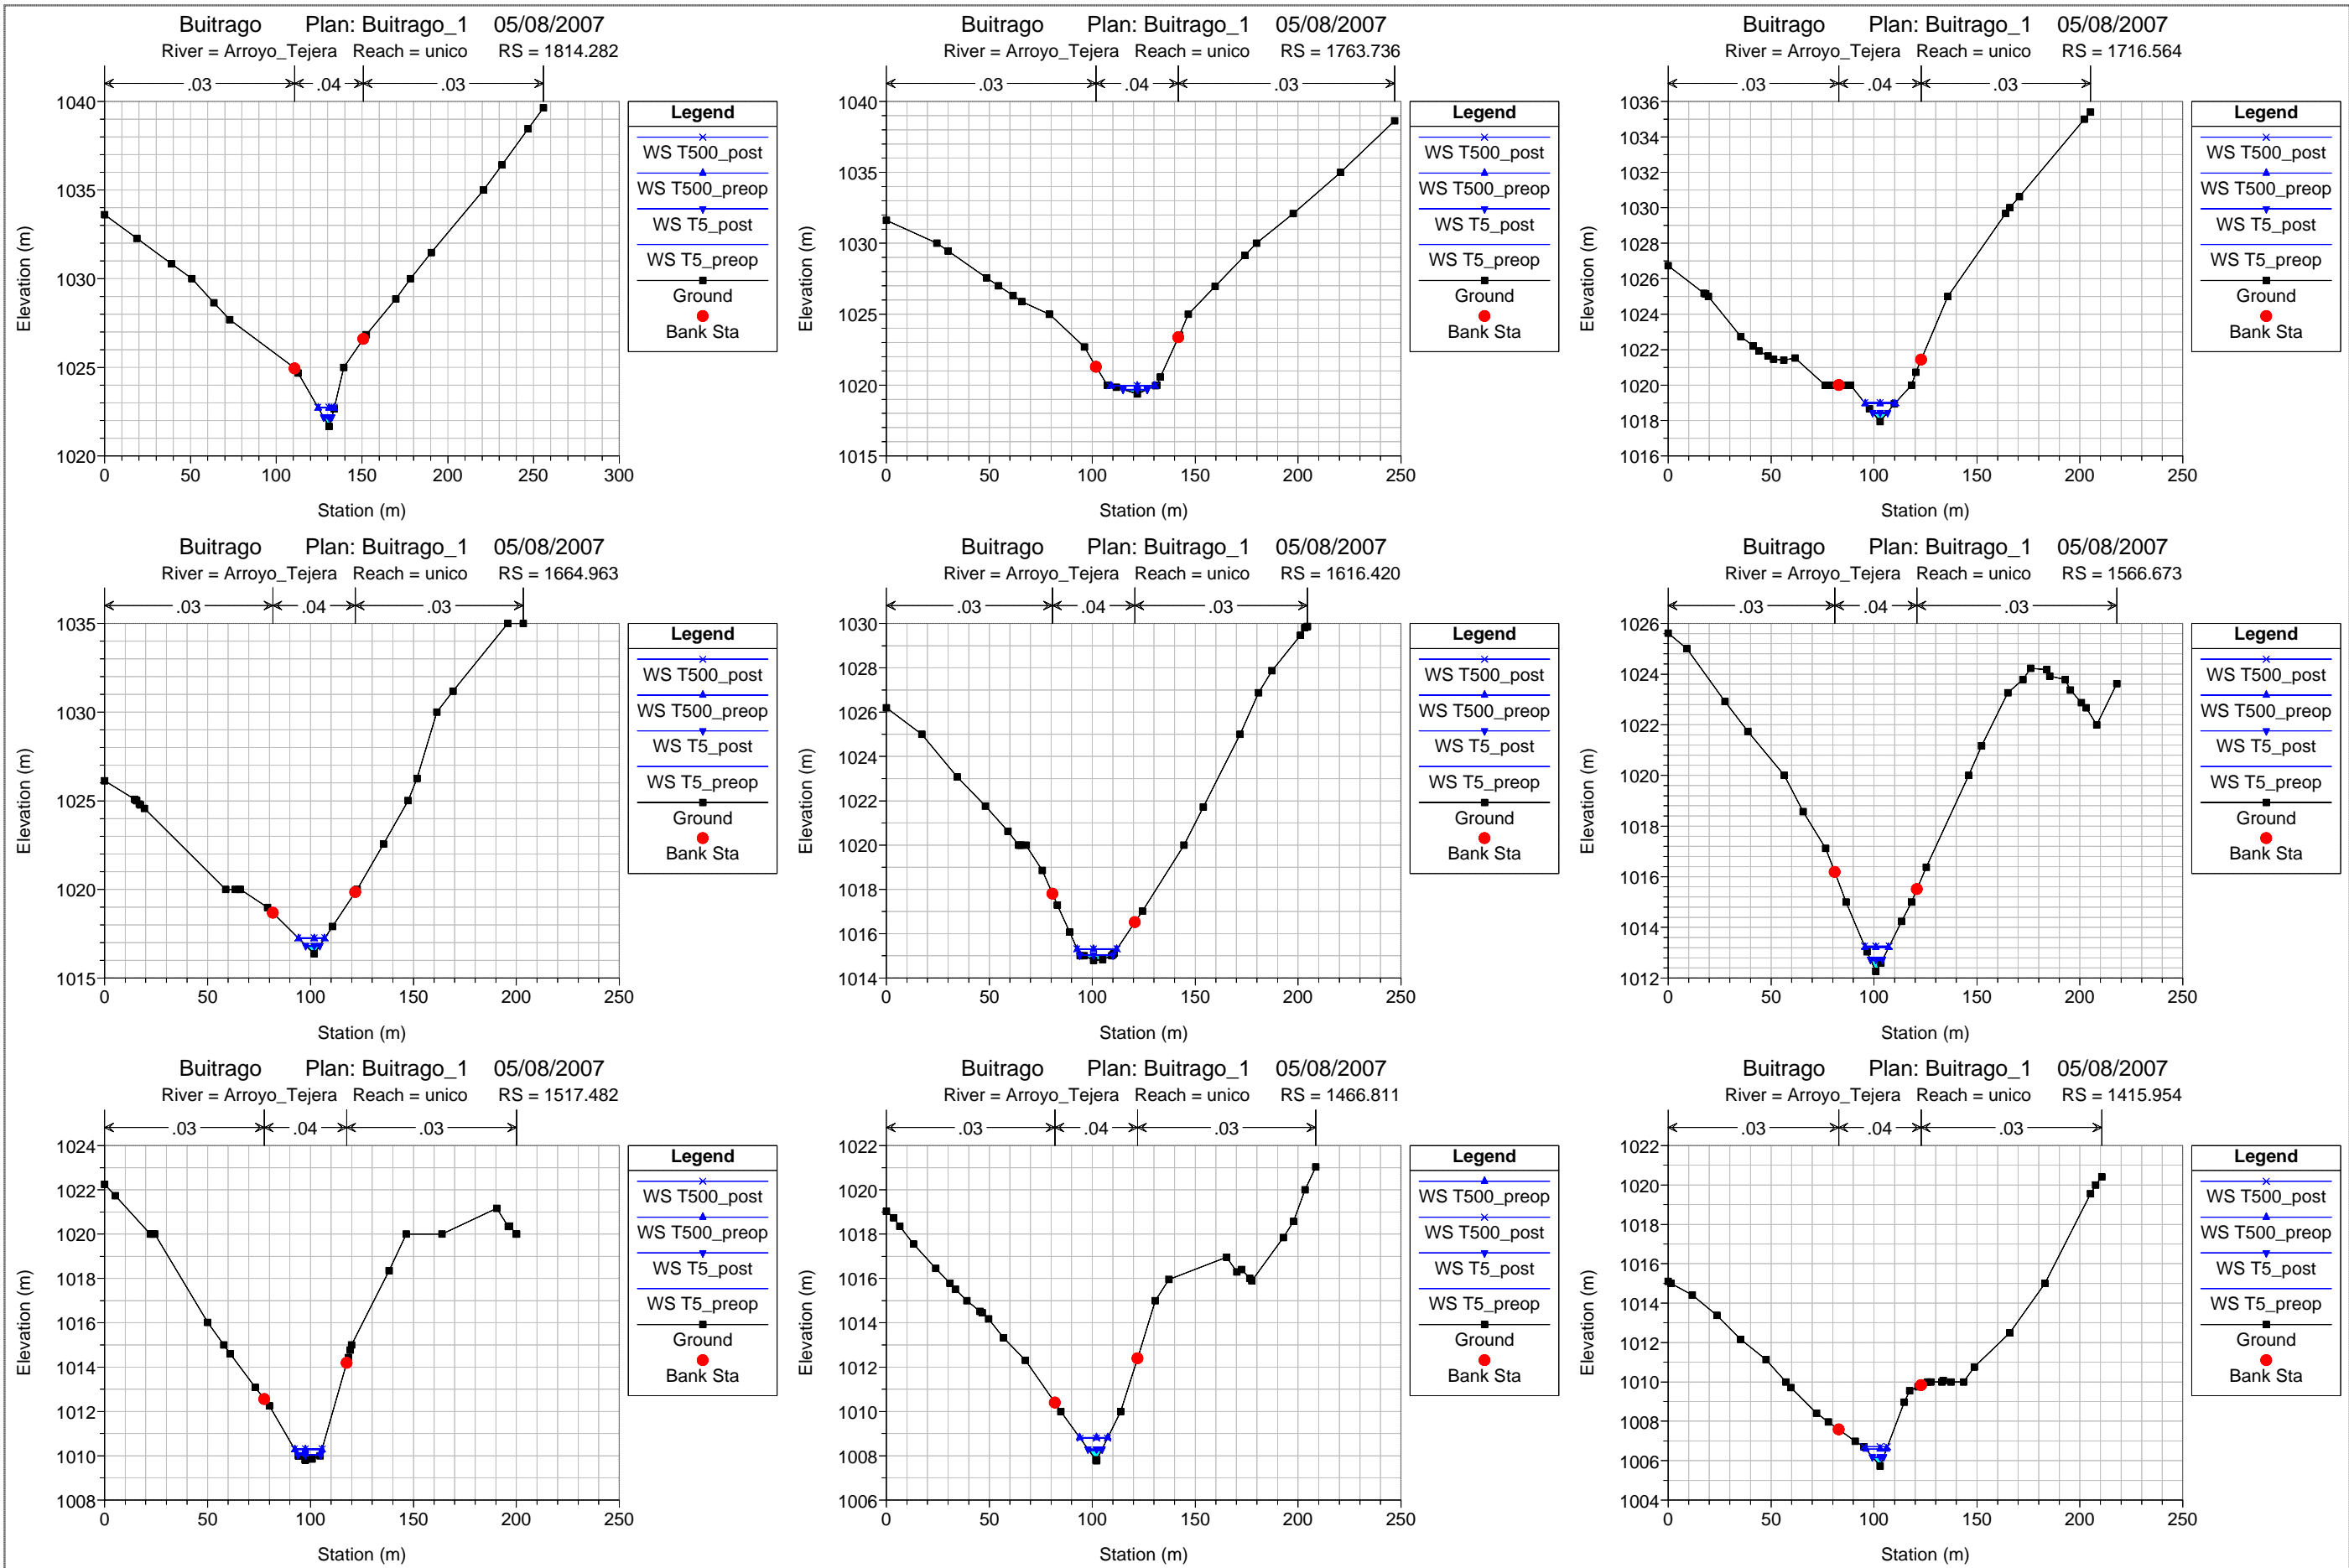 Buitrago Plan: Buitrago_1 05/08/2007
River = Arroyo_Tejera Reach = unico RS = 1814.282
.03 .04 .03
1040
1035
1030
1025
1020
0 50 100 150 200 250 300
Station (m)
Elevation (m)
Legend
WS T500_post
WS T500_preop
WS T5_post
WS T5_preop
Ground
Bank Sta
Buitrago Plan: Buitrago_1 05/08/2007
River = Arroyo_Tejera Reach = unico RS = 1763.736
.03 .04 .03
1040
1035
1030
1025
1020
1015
0 50 100 150 200 250
Station (m)
Elevation (m)
Legend
WS T500_post
WS T500_preop
WS T5_post
WS T5_preop
Ground
Bank Sta
Buitrago Plan: Buitrago_1 05/08/2007
River = Arroyo_Tejera Reach = unico RS = 1716.564
.03 .04 .03
1036
1034
1032
1030
1028
1026
1024
1022
1020
1018
1016
0 50 100 150 200 250
Station (m)
Elevation (m)
Legend
WS T500_post
WS T500_preop
WS T5_post
WS T5_preop
Ground
Bank Sta
Buitrago Plan: Buitrago_1 05/08/2007
River = Arroyo_Tejera Reach = unico RS = 1664.963
.03 .04 .03
1035
1030
1025
1020
1015
0 50 100 150 200 250
Station (m)
Elevation (m)
Legend
WS T500_post
WS T500_preop
WS T5_post
WS T5_preop
Ground
Bank Sta
Buitrago Plan: Buitrago_1 05/08/2007
River = Arroyo_Tejera Reach = unico RS = 1616.420
.03 .04 .03
1030
1028
1026
1024
1022
1020
1018
1016
1014
0 50 100 150 200 250
Station (m)
Elevation (m)
Legend
WS T500_post
WS T500_preop
WS T5_post
WS T5_preop
Ground
Bank Sta
Buitrago Plan: Buitrago_1 05/08/2007
River = Arroyo_Tejera Reach = unico RS = 1566.673
.03 .04 .03
1026
1024
1022
1020
1018
1016
1014
1012
0 50 100 150 200 250
Station (m)
Elevation (m)
Legend
WS T500_post
WS T500_preop
WS T5_post
WS T5_preop
Ground
Bank Sta
Buitrago Plan: Buitrago_1 05/08/2007
River = Arroyo_Tejera Reach = unico RS = 1517.482
.03 .04 .03
1024
1022
1020
1018
1016
1014
1012
1010
1008
0 50 100 150 200 250
Station (m)
Elevation (m)
Legend
WS T500_post
WS T500_preop
WS T5_post
WS T5_preop
Ground
Bank Sta
Buitrago Plan: Buitrago_1 05/08/2007
River = Arroyo_Tejera Reach = unico RS = 1466.811
.03 .04 .03
1022
1020
1018
1016
1014
1012
1010
1008
1006
0 50 100 150 200 250
Station (m)
Elevation (m)
Legend
WS T500_preop
WS T500_post
WS T5_post
WS T5_preop
Ground
Bank Sta
Buitrago Plan: Buitrago_1 05/08/2007
River = Arroyo_Tejera Reach = unico RS = 1415.954
.03 .04 .03
1022
1020
1018
1016
1014
1012
1010
1008
1006
1004
0 50 100 150 200 250
Station (m)
Elevation (m)
Legend
WS T500_post
WS T500_preop
WS T5_post
WS T5_preop
Ground
Bank Sta